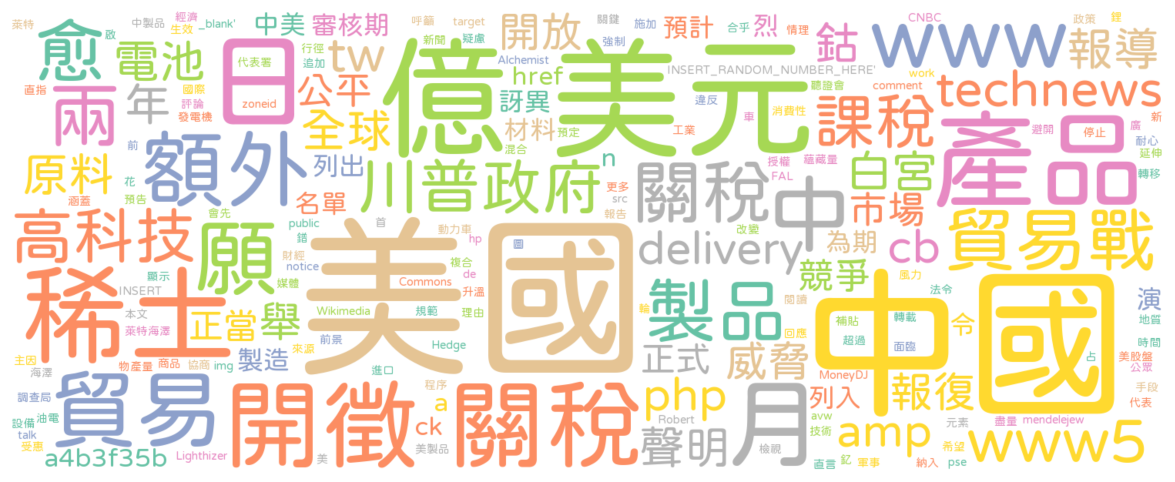 萊特 中製品 經濟 生效 _blank' 啟 中美 審核期 呼籲 新聞 target 疑慮 開放 關鍵 強制 施加 預計 合乎 烈 情理 鈷 CNBC www 政策 鋰 報導
愈 電池 直指 國際 代表署 行徑 追加 tw Alchemist href INSERT_RANDOM_NUMBER_HERE' 聽證會 work technews
兩 年 評論 發電機 zoneid 日 公平 全球 億美元 訝異 材料 預定 混合 違反 工業 車 消費性 課稅 comment 避開 停止 廣 新 耐心 延伸 轉移
原料 涵蓋 前 花 預告 額外 列出 名單 川普政府 n 更多 src 報告 關稅 授權 FAL 蘊藏量 中 白宮 市場 產品
高科技 會先 願 public 錯 notice 財經 媒體 首 動力車 hp 複合 de 圖 delivery 改變 為期 cb 貿易戰
稀土 顯示 INSERT 本文 萊特海澤 正當 舉 Wikimedia 美國 Commons 規範 升溫 理由 製品 輪 競爭 閱讀 回應 中國 風力 法令 演 地質
主因 海澤 物產量 商品 協商 img 製造 來源 前景 Hedge 正式 威脅 補貼 超過 轉載 面臨 令 占 時間 美股盤 公眾
調查局 設備 油電 talk 受惠 貿易 開徵 進口 程序 關稅 a ck php 月 MoneyDJ 列入 報復 手段 代表
a4b3f35b Lighthizer 美 美製品 Robert 聲明 檢視 avw 技術 直言 amp 釔 軍事 元素 希望 納入 pse 盡量 mendelejew www5